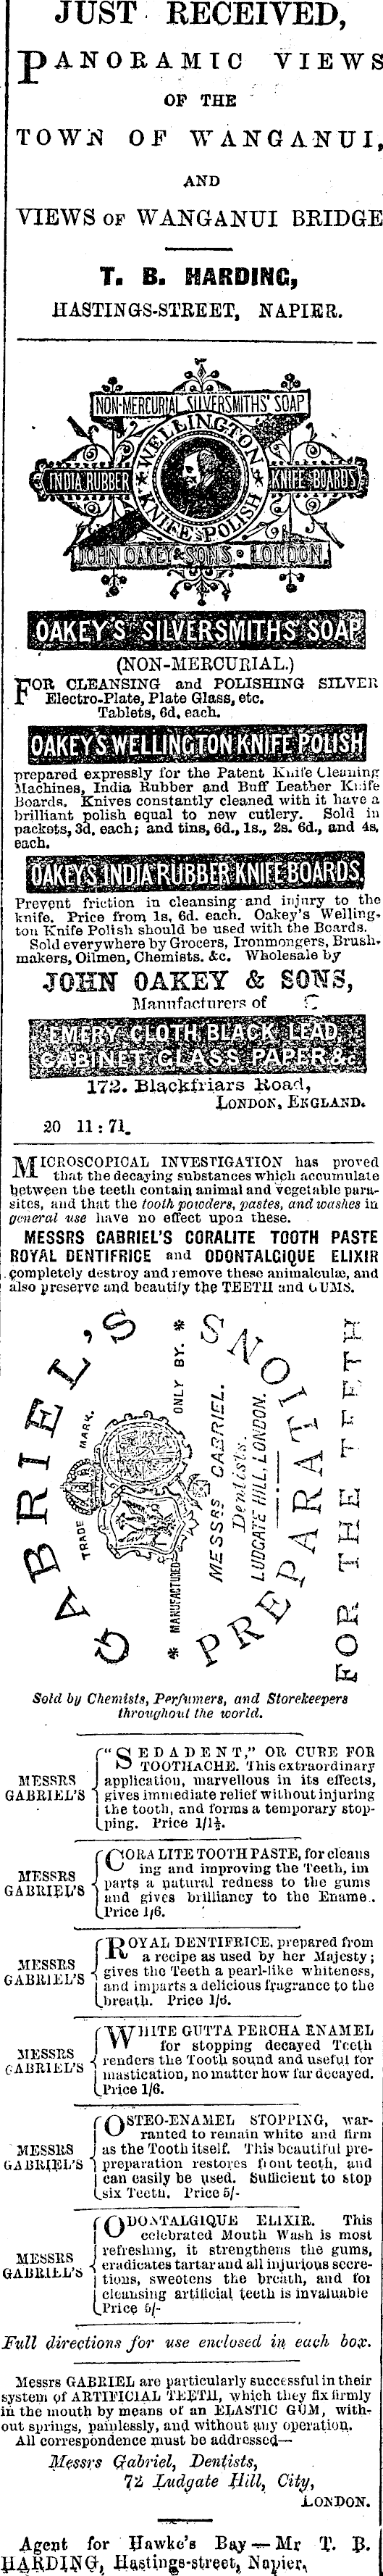 JUST RECEIVED,
PANORAMIC VIEWS
OF THE
TOWN OF WANGANUI,
AND
VIEWS OF WANGANUI BRIDGE
T. B. HARDING,
HASTINGS-STREET, NAPIER.
NON-MERCURIAL SILVERSMITHS' SOAP
WELLINGTON
INDIA RUBBER
KNIFE BOARDS
KNIFE POLISH
JOHN OAKEY & SONS • LONDON
OAKEY'S SILVERSMITHS SOAP
(NON-MERCURIAL.)
FOR CLEANSING and POLISHING SILVER
Electro-Plate, Plate Glass, etc.
Tablets, 6d. each.
OAKEY'S WELLINGTON KNIFE POLISH
prepared expressly for the Patent Knife Cleaning
Machines, India Rubber and Buff Leather Knife
Boards. Knives constantly cleaned with it have a
brilliant polish equal to new cutlery. Sold in
packets, 3d. each; and tins, 6d., 1s., 2s. 6d., and 4s,
each.
OAKEY'S INDIA RUBBER KNIFE BOARDS
Prevent friction in cleansing and injury to the
knife. Price from 1s, 6d. each. Oakey's Welling-
ton Knife Polish should be used with the Boards.
Sold everywhere by Grocers, Ironmongers, Brush-
makers, Oilmen, Chemists. &c. Wholesale by
JOHN OAKEY & SONS,
Manufacturers of
EMERY CLOTH BLACK LEAD
CABINET GLASS PAPER &c
172. Blackfriars Road,
LONDON, ENGLAND.
20 11:71.
MICROSCOPICAL INVESTIGATION has proved
that the decaying substances which accumulate
between the teeth contain animal and vegetable para-
sites, and that the tooth powders, pastes, and washes in
general use have no effect upon these.
MESSRS GABRIEL'S CORALITE TOOTH PASTE
ROYAL DENTIFRICE and ODONTALGIQUE ELIXIR
completely destroy and remove these animalculæ, and
also preserve and beautify the TEETH and GUMS.
GABRIEL'S PREPARATIONS
FOR THE TEETH
TRADE MARK.
* MANUFACTURED ONLY BY. *
MESSRS GABRIEL.
Dentists.
LUDGATE HILL, LONDON.
Sold by Chemists, Perfumers, and Storekeepers
throughout the world.
MESSRS GABRIEL'S
"SEDADENT," OR CURE FOR
TOOTHACHE. This extraordinary
application, marvellous in its effects,
gives immediate relief without injuring
the tooth, and forms a temporary stop-
ping. Price 1/1½.
MESSRS GABRIEL'S
CORALITE TOOTH PASTE, for cleans
ing and improving the Teeth, im
parts a natural redness to the gums
and gives brilliancy to the Ename..
Price 1/6.
MESSRS GABRIEL'S
ROYAL DENTIFRICE, prepared from
a recipe as used by her Majesty;
gives the Teeth a pearl-like whiteness,
and imparts a delicious fragrance to the
breath. Price 1/6.
MESSRS GABRIEL'S
WHITE GUTTA PERCHA ENAMEL
for stopping decayed Teeth
renders the Tooth sound and useful for
mastication, no matter how far decayed.
Price 1/6.
MESSRS GABRIEL'S
OSTEO-ENAMEL STOPPING, war-
ranted to remain white and firm
as the Tooth itself. This beautiful pre-
preparation restores front teeth, and
can easily be used. Sufficient to stop
six Teeth. Price 5/-
MESSRS GABRIEL'S
ODONTALGIQUE ELIXIR. This
celebrated Mouth Wash is most
refreshing, it strengthens the gums,
eradicates tartar and all injurious secre-
tions, sweetens the breath, and for
cleansing artificial teeth is invaluable
Price 5/-
Full directions for use enclosed in each box.
Messrs GABRIEL are particularly successful in their
system of ARTIFICIAL TEETH, which they fix firmly
in the mouth by means of an ELASTIC GUM, with-
out springs, painlessly, and without any operation.
All correspondence must be addressed—
Messrs Gabriel, Dentists,
72 Ludgate Hill, City,
LONDON.
Agent for Hawke's Bay—Mr T. B.
HARDING, Hastings-street, Napier,